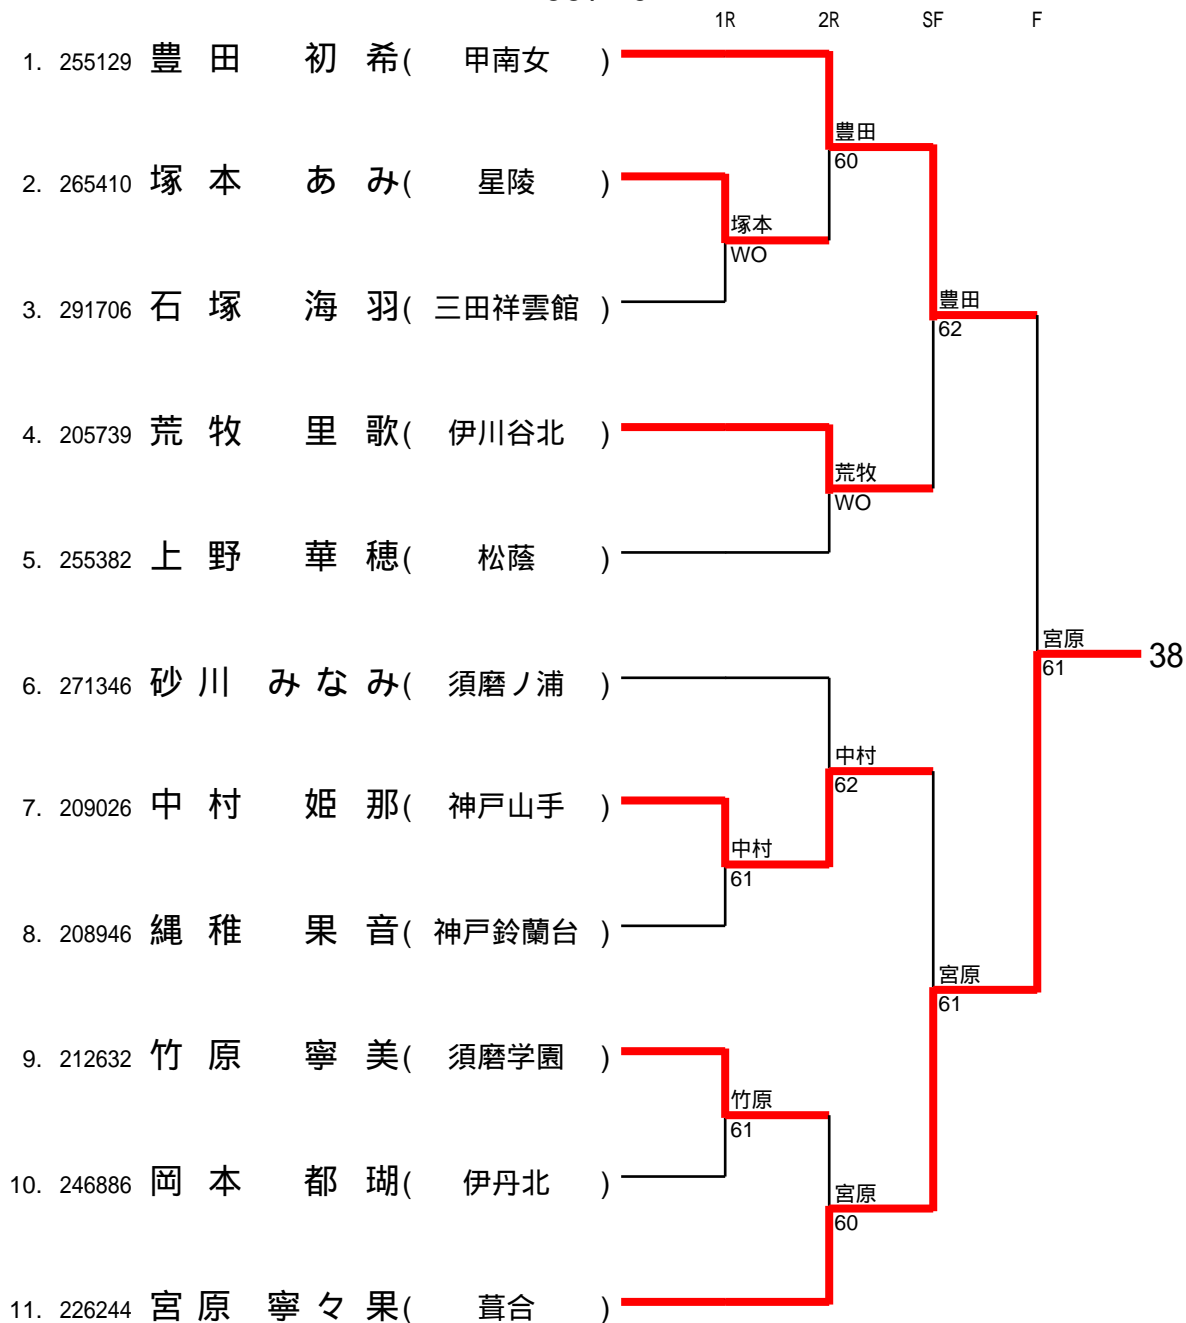 1R 2R SF F
1. 255129 豊田 初希( 甲南女 )
豊田
60
2. 265410 塚本 あみ( 星陵 )
塚本
WO
3. 291706 石塚 海羽( 三田祥雲館 )
豊田
62
4. 205739 荒牧 里歌( 伊川谷北 )
荒牧
WO
5. 255382 上野 華穂( 松蔭 )
宮原
61
38
6. 271346 砂川 みなみ( 須磨ノ浦 )
中村
62
7. 209026 中村 姫那( 神戸山手 )
中村
61
8. 208946 縄稚 果音( 神戸鈴蘭台 )
宮原
61
9. 212632 竹原 寧美( 須磨学園 )
竹原
61
10. 246886 岡本 都瑚( 伊丹北 )
宮原
60
11. 226244 宮原 寧々果( 葺合 )